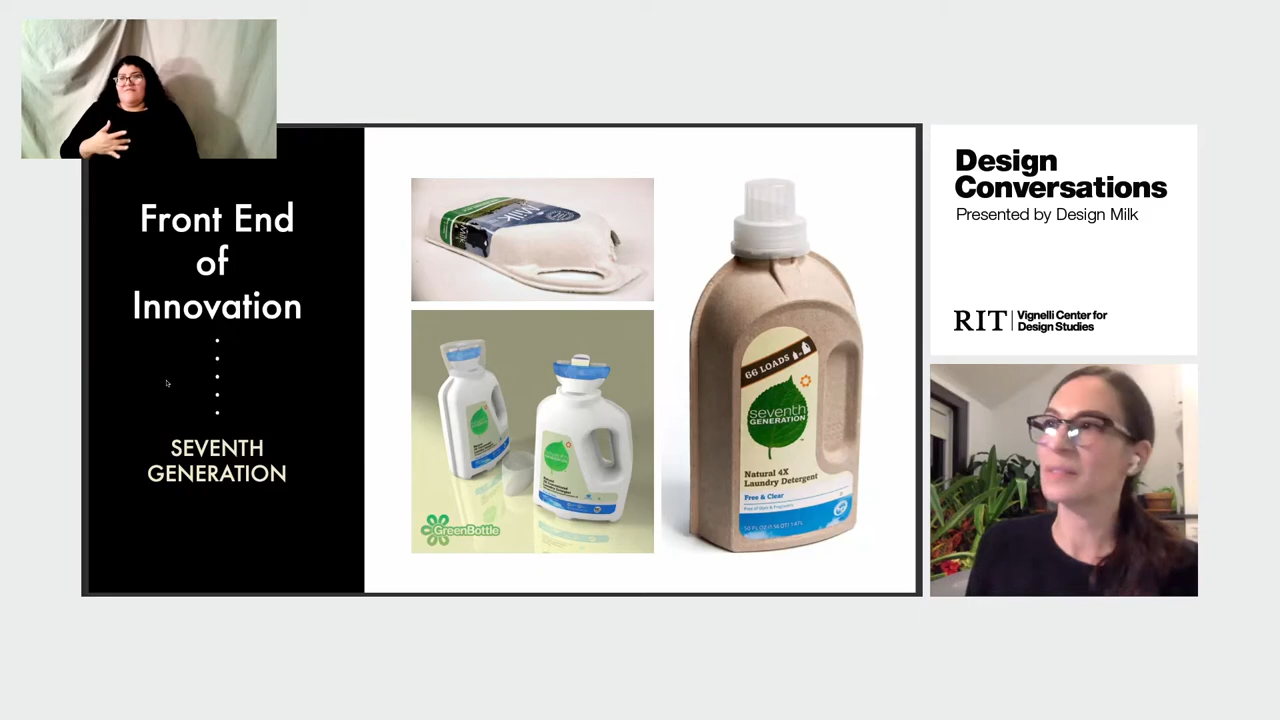 Front End
of
Innovation
SEVENTH
GENERATION
Milk
GreenBottle
66 LOADS
seventh
GENERATION
Natural 4X
Laundry Detergent
Free & Clear
Design
Conversations
Presented by Design Milk
RIT
Vignelli Center for
Design Studies